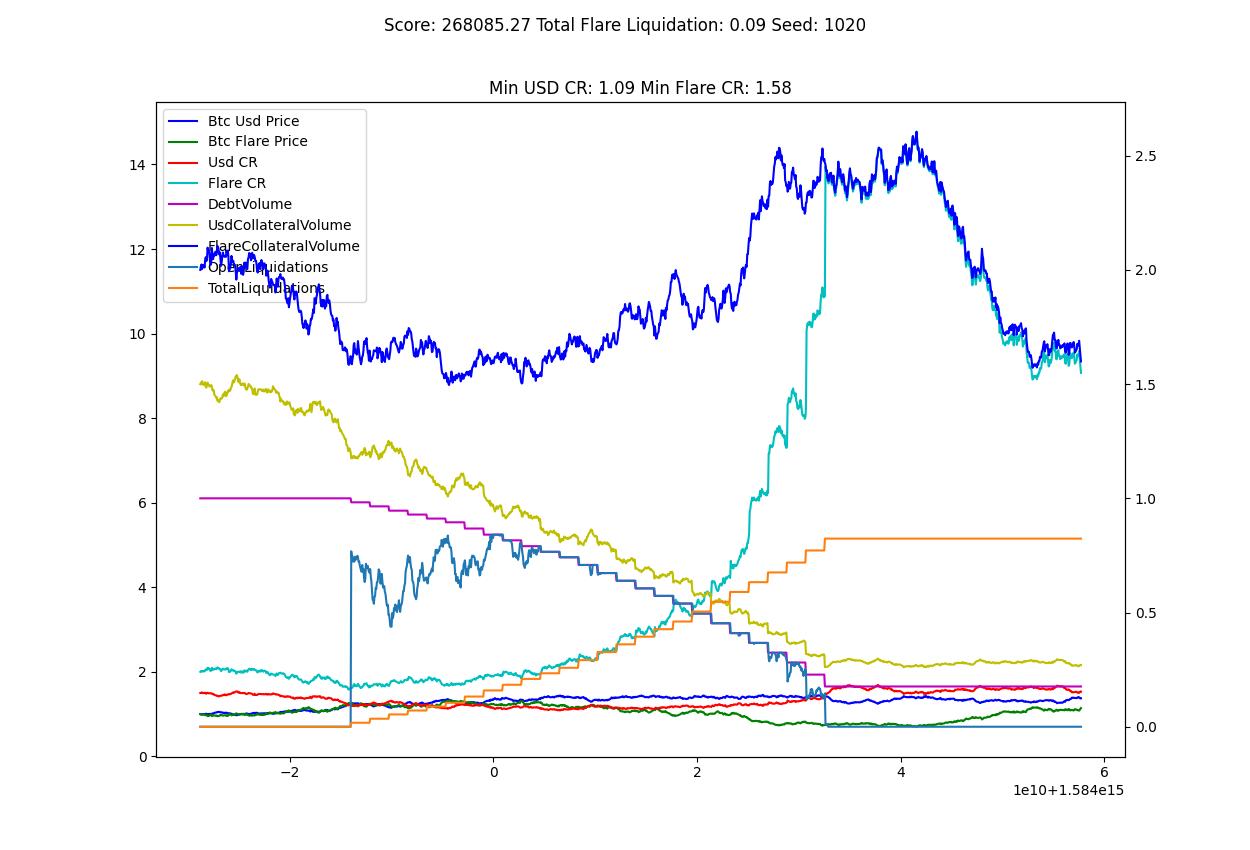 Score: 268085.27 Total Flare Liquidation: 0.09 Seed: 1020
Min USD CR: 1.09 Min Flare CR: 1.58
Btc Usd Price
Btc Flare Price
Usd CR
Flare CR
DebtVolume
UsdCollateralVolume
FlareCollateralVolume
OpenLiquidations
TotalLiquidations
14
12
10
8
6
4
2
0
2.5
2.0
1.5
1.0
0.5
0.0
−2 0 2 4 6
1e10+1.584e15